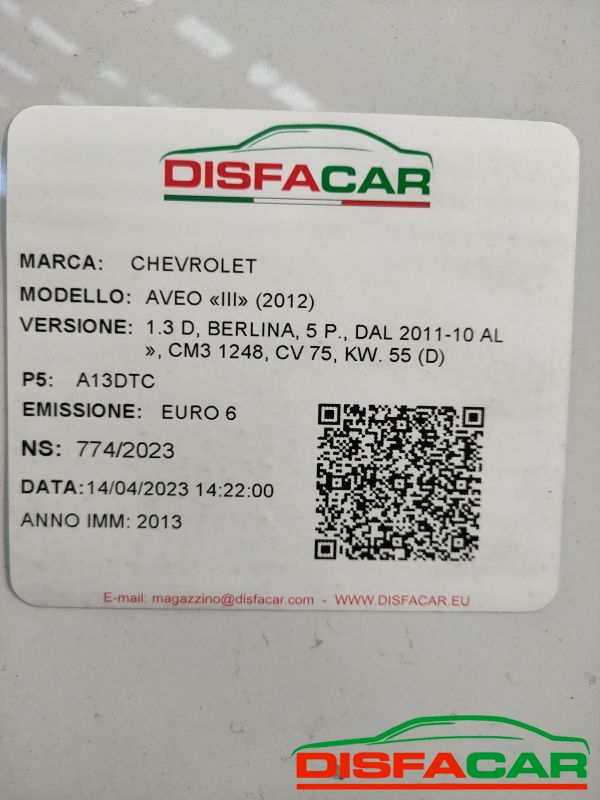 DISFACAR
MARCA: CHEVROLET
MODELLO: AVEO «III» (2012)
VERSIONE: 1.3 D, BERLINA, 5 P., DAL 2011-10 AL
», CM3 1248, CV 75, KW. 55 (D)
P5: A13DTC
EMISSIONE: EURO 6
NS: 774/2023
DATA:14/04/2023 14:22:00
ANNO IMM: 2013
E-mail: magazzino@disfacar.com - WWW.DISFACAR.EU
DISFACAR